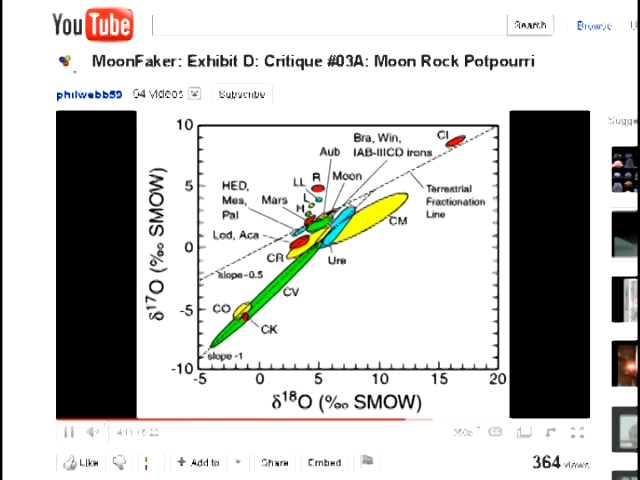 YouTube
Search
Browse
U
MoonFaker: Exhibit D: Critique #03A: Moon Rock Potpourri
philwebb59 64 videos Subscribe
Sugge
10
5
0
-5
-10
δ17O (‰ SMOW)
Bra, Win,
IAB-IIICD irons
CI
Aub
R
Moon
LL
L
H
HED,
Mes,
Pal
Mars
Terrestrial
Fractionation
Line
Lod, Aca
CM
CR
Ure
slope-0.5
CV
CO
CK
slope -1
-5 0 5 10 15 20
δ18O (‰ SMOW)
Like
Add to
Share
Embed
364 views